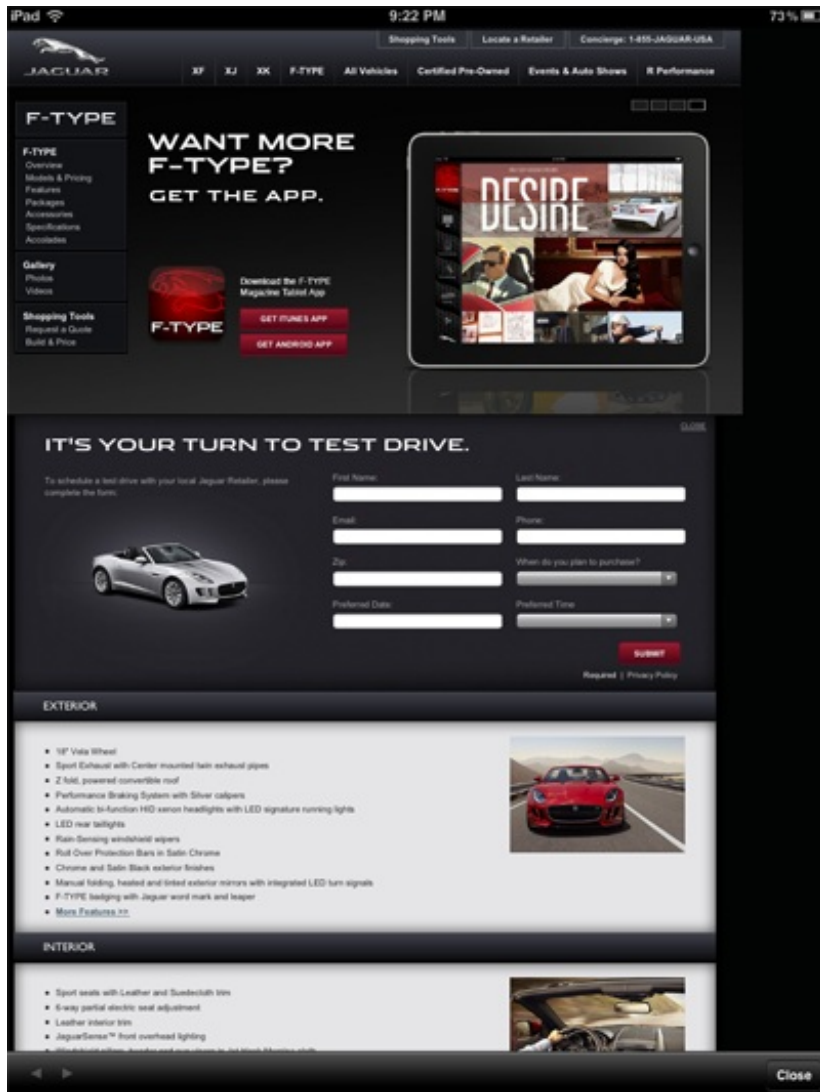 iPad 9:22 PM 73%
Shopping Tools Locate a Retailer Concierge: 1-855-JAGUAR-USA
JAGUAR
XF XJ XK F-TYPE All Vehicles Certified Pre-Owned Events & Auto Shows R Performance
F-TYPE
F-TYPE
Overview
Models & Pricing
Features
Packages
Accessories
Specifications
Accolades
Gallery
Photos
Videos
Shopping Tools
Request a Quote
Build & Price
WANT MORE
F-TYPE?
GET THE APP.
F-TYPE
Download the F-TYPE
Magazine Tablet App
GET ITUNES APP
GET ANDROID APP
DESIRE
CLOSE
IT'S YOUR TURN TO TEST DRIVE.
To schedule a test drive with your local Jaguar Retailer, please
complete the form:
First Name: Last Name:
Email: Phone:
Zip: When do you plan to purchase?
Preferred Date: Preferred Time
SUBMIT
Required | Privacy Policy
EXTERIOR
18" Vela Wheel
Sport Exhaust with Center mounted twin exhaust pipes
Z fold, powered convertible roof
Performance Braking System with Silver calipers
Automatic bi-function HID xenon headlights with LED signature running lights
LED rear taillights
Rain-Sensing windshield wipers
Roll Over Protection Bars in Satin Chrome
Chrome and Satin Black exterior finishes
Manual folding, heated and tinted exterior mirrors with integrated LED turn signals
F-TYPE badging with Jaguar word mark and leaper
More Features >>
INTERIOR
Sport seats with Leather and Suedecloth trim
6-way partial electric seat adjustment
Leather interior trim
JaguarSense™ front overhead lighting
Close